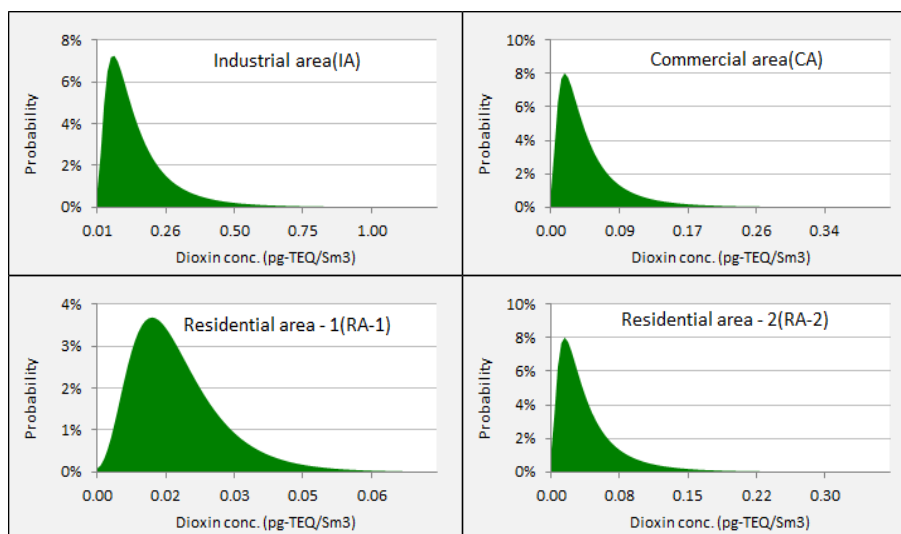 Industrial area(IA)
Probability
8%
6%
4%
2%
0%
0.01 0.26 0.50 0.75 1.00
Dioxin conc. (pg-TEQ/Sm3)
Commercial area(CA)
Probability
10%
8%
6%
4%
2%
0%
0.00 0.09 0.17 0.26 0.34
Dioxin conc. (pg-TEQ/Sm3)
Residential area - 1(RA-1)
Probability
4%
3%
2%
1%
0%
0.00 0.02 0.03 0.05 0.06
Dioxin conc. (pg-TEQ/Sm3)
Residential area - 2(RA-2)
Probability
10%
8%
6%
4%
2%
0%
0.00 0.08 0.15 0.22 0.30
Dioxin conc. (pg-TEQ/Sm3)